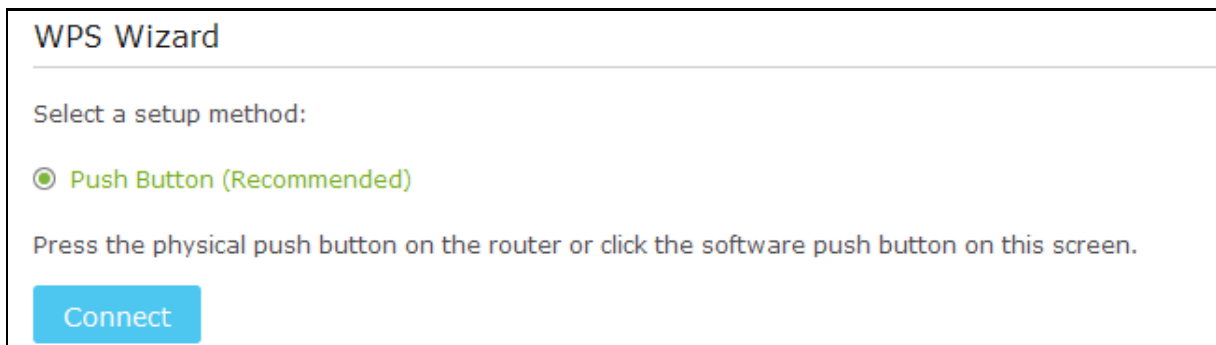 WPS Wizard
Select a setup method:
Push Button (Recommended)
Press the physical push button on the router or click the software push button on this screen.
Connect